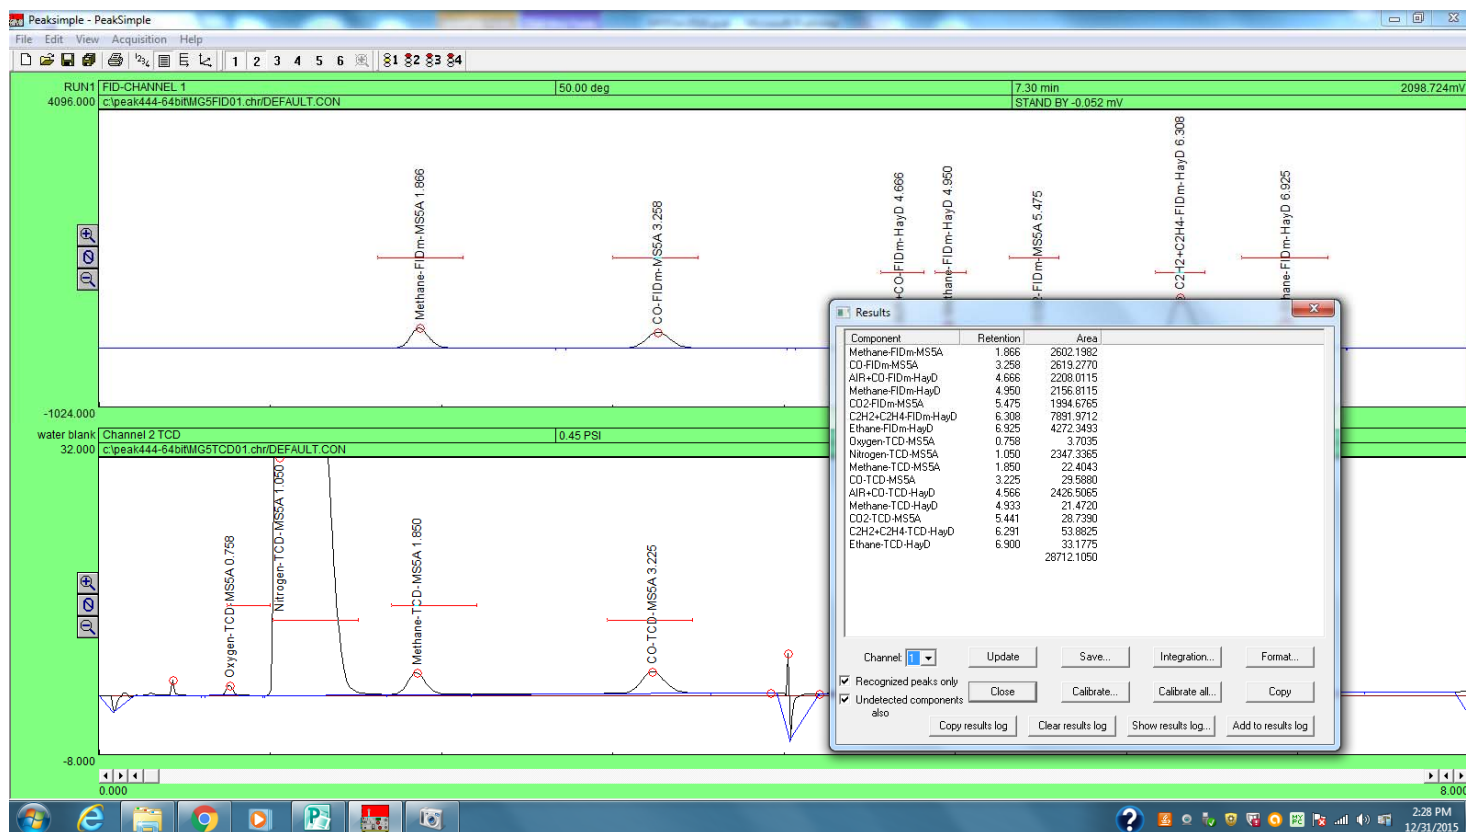 Peaksimple - PeakSimple
File Edit View Acquisition Help
1 2 3 4 5 6 1 2 3 4
RUN1 FID-CHANNEL 1 50.00 deg 7.30 min 2098.724mV
4096.000 c:\peak444-64bit\MG5FID01.chr/DEFAULT.CON STAND BY -0.052 mV
Methane-FIDm-MS5A 1.866
CO-FIDm-MS5A 3.258
+CO-FIDm-HayD 4.666
thane-FIDm-HayD 4.950
-FIDm-MS5A 5.475
C2H2+C2H4-FIDm-HayD 6.308
hane-FIDm-HayD 6.925
-1024.000
water blank Channel 2 TCD 0.45 PSI
32.000 c:\peak444-64bit\MG5TCD01.chr/DEFAULT.CON
Oxygen-TCD-MS5A 0.758
Nitrogen-TCD-MS5A 1.050
Methane-TCD-MS5A 1.850
CO-TCD-MS5A 3.225
-8.000
0.000 8.000
Results
Component Retention Area
Methane-FIDm-MS5A 1.866 2602.1982
CO-FIDm-MS5A 3.258 2619.2770
AIR+CO-FIDm-HayD 4.666 2208.0115
Methane-FIDm-HayD 4.950 2156.8115
CO2-FIDm-MS5A 5.475 1994.6765
C2H2+C2H4-FIDm-HayD 6.308 7891.9712
Ethane-FIDm-HayD 6.925 4272.3493
Oxygen-TCD-MS5A 0.758 3.7035
Nitrogen-TCD-MS5A 1.050 2347.3365
Methane-TCD-MS5A 1.850 22.4043
CO-TCD-MS5A 3.225 29.5880
AIR+CO-TCD-HayD 4.566 2426.5065
Methane-TCD-HayD 4.933 21.4720
CO2-TCD-MS5A 5.441 28.7390
C2H2+C2H4-TCD-HayD 6.291 53.8825
Ethane-TCD-HayD 6.900 33.1775
28712.1050
Channel: 1 Update Save... Integration... Format...
Recognized peaks only
Close Calibrate... Calibrate all... Copy
Undetected components also
Copy results log Clear results log Show results log... Add to results log
2:28 PM
12/31/2015